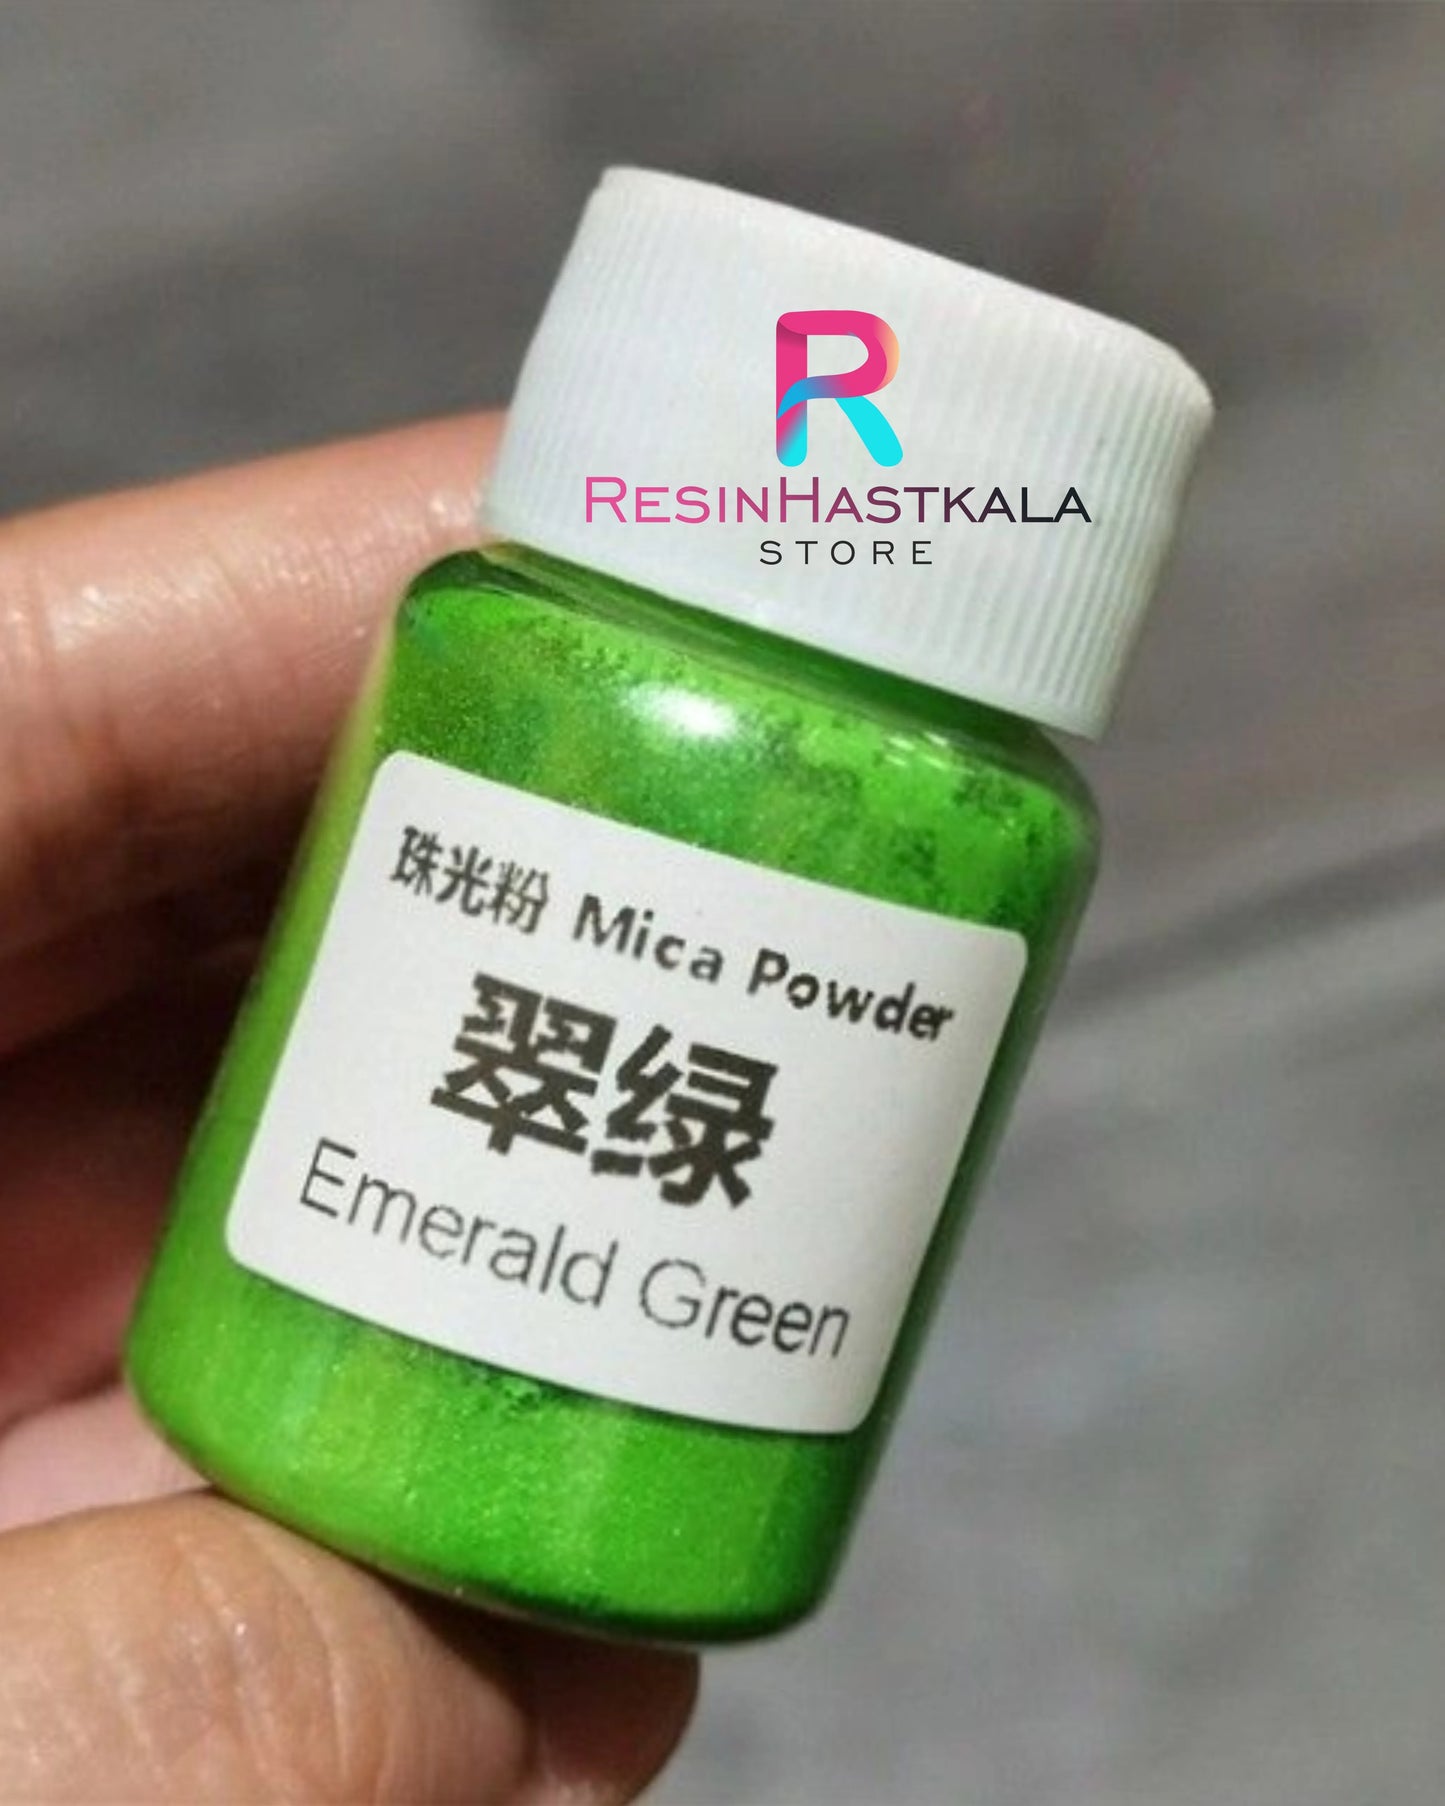 R
RESINHASTKALA
STORE
珠光粉 Mica Powder
翠绿
Emerald Green